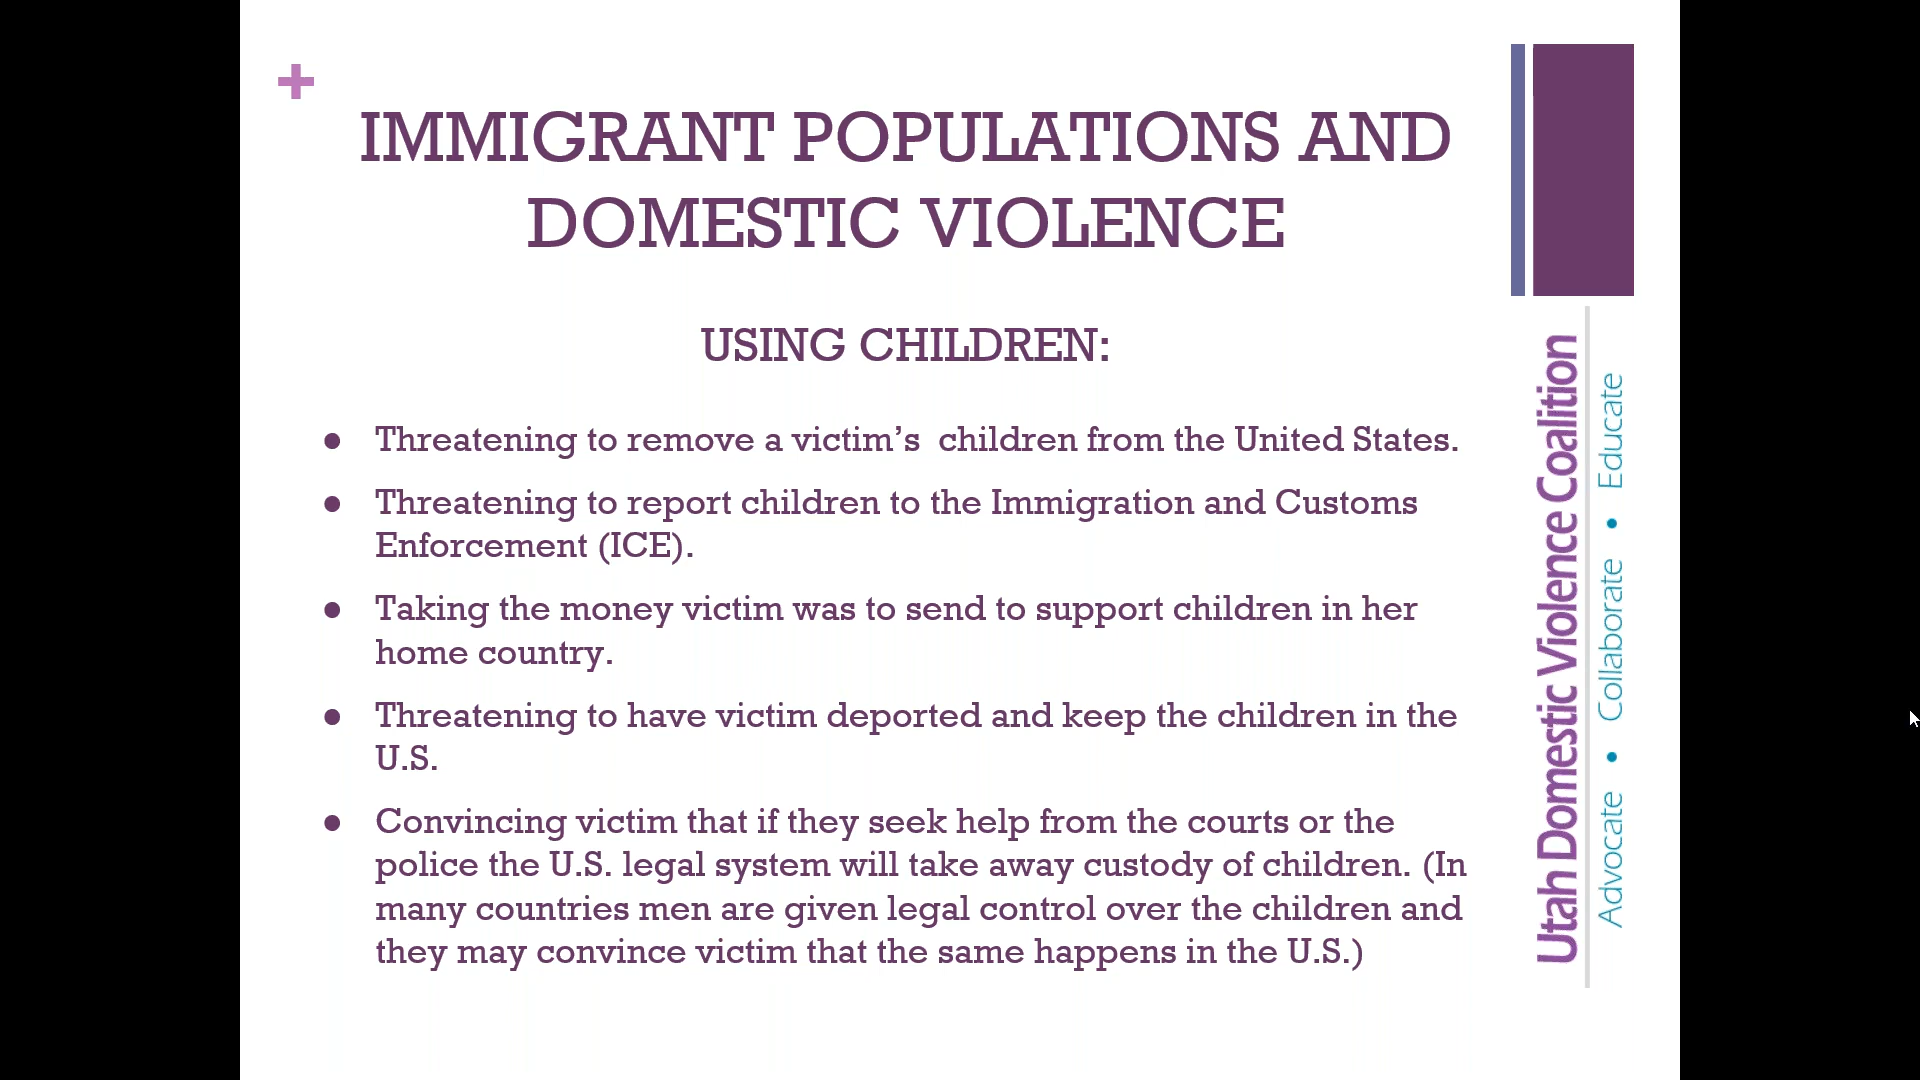 IMMIGRANT POPULATIONS AND
DOMESTIC VIOLENCE
USING CHILDREN:
● Threatening to remove a victim’s  children from the United States.
● Threatening to report children to the Immigration and Customs
Enforcement (ICE).
● Taking the money victim was to send to support children in her
home country.
● Threatening to have victim deported and keep the children in the
U.S.
● Convincing victim that if they seek help from the courts or the
police the U.S. legal system will take away custody of children. (In
many countries men are given legal control over the children and
they may convince victim that the same happens in the U.S.)
Utah Domestic Violence Coalition
Advocate • Collaborate • Educate